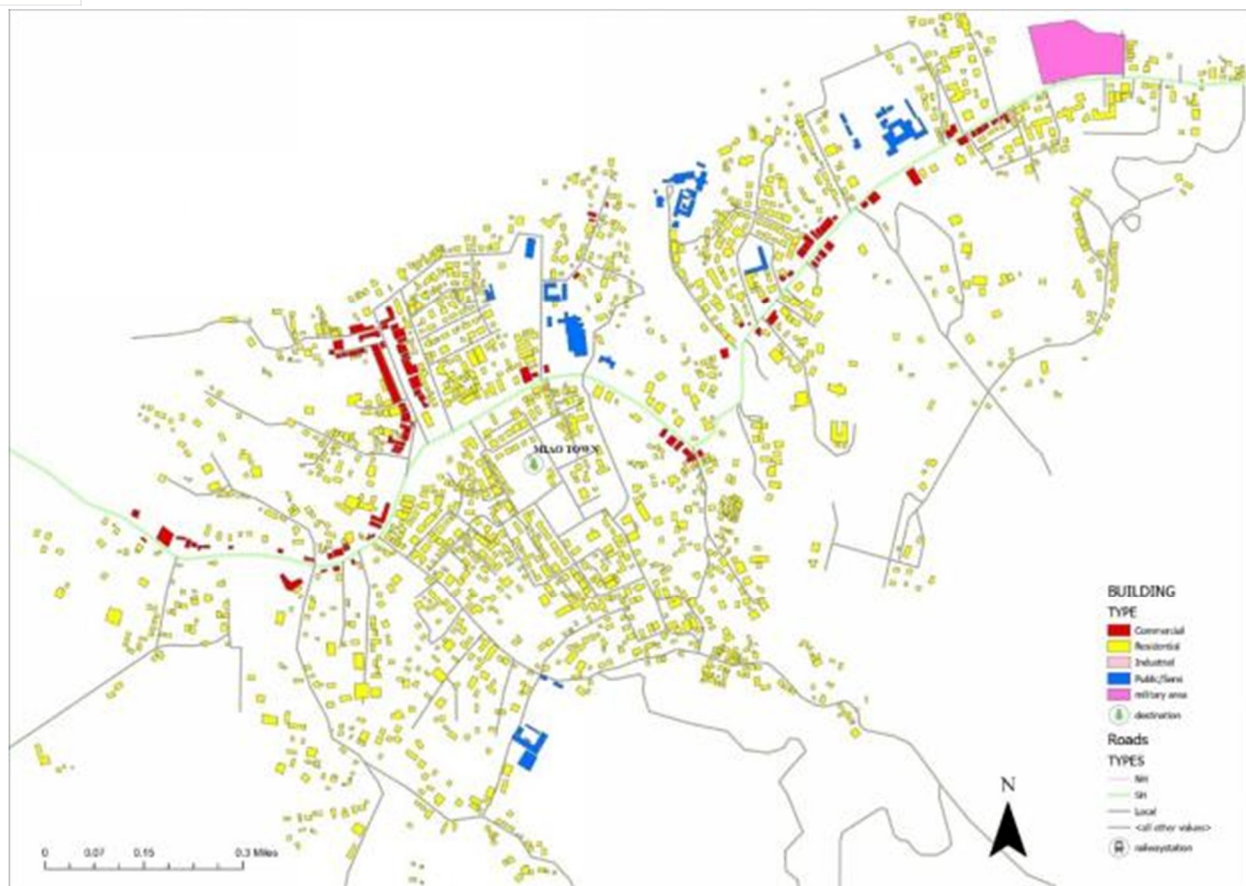 MIAO TOWN
BUILDING
TYPE
Commercial
Residential
Industriel
Public/Semi
military area
destination
Roads
TYPES
NH
SH
Local
<all other values>
railwaystation
N
0 0.07 0.15 0.3 Miles